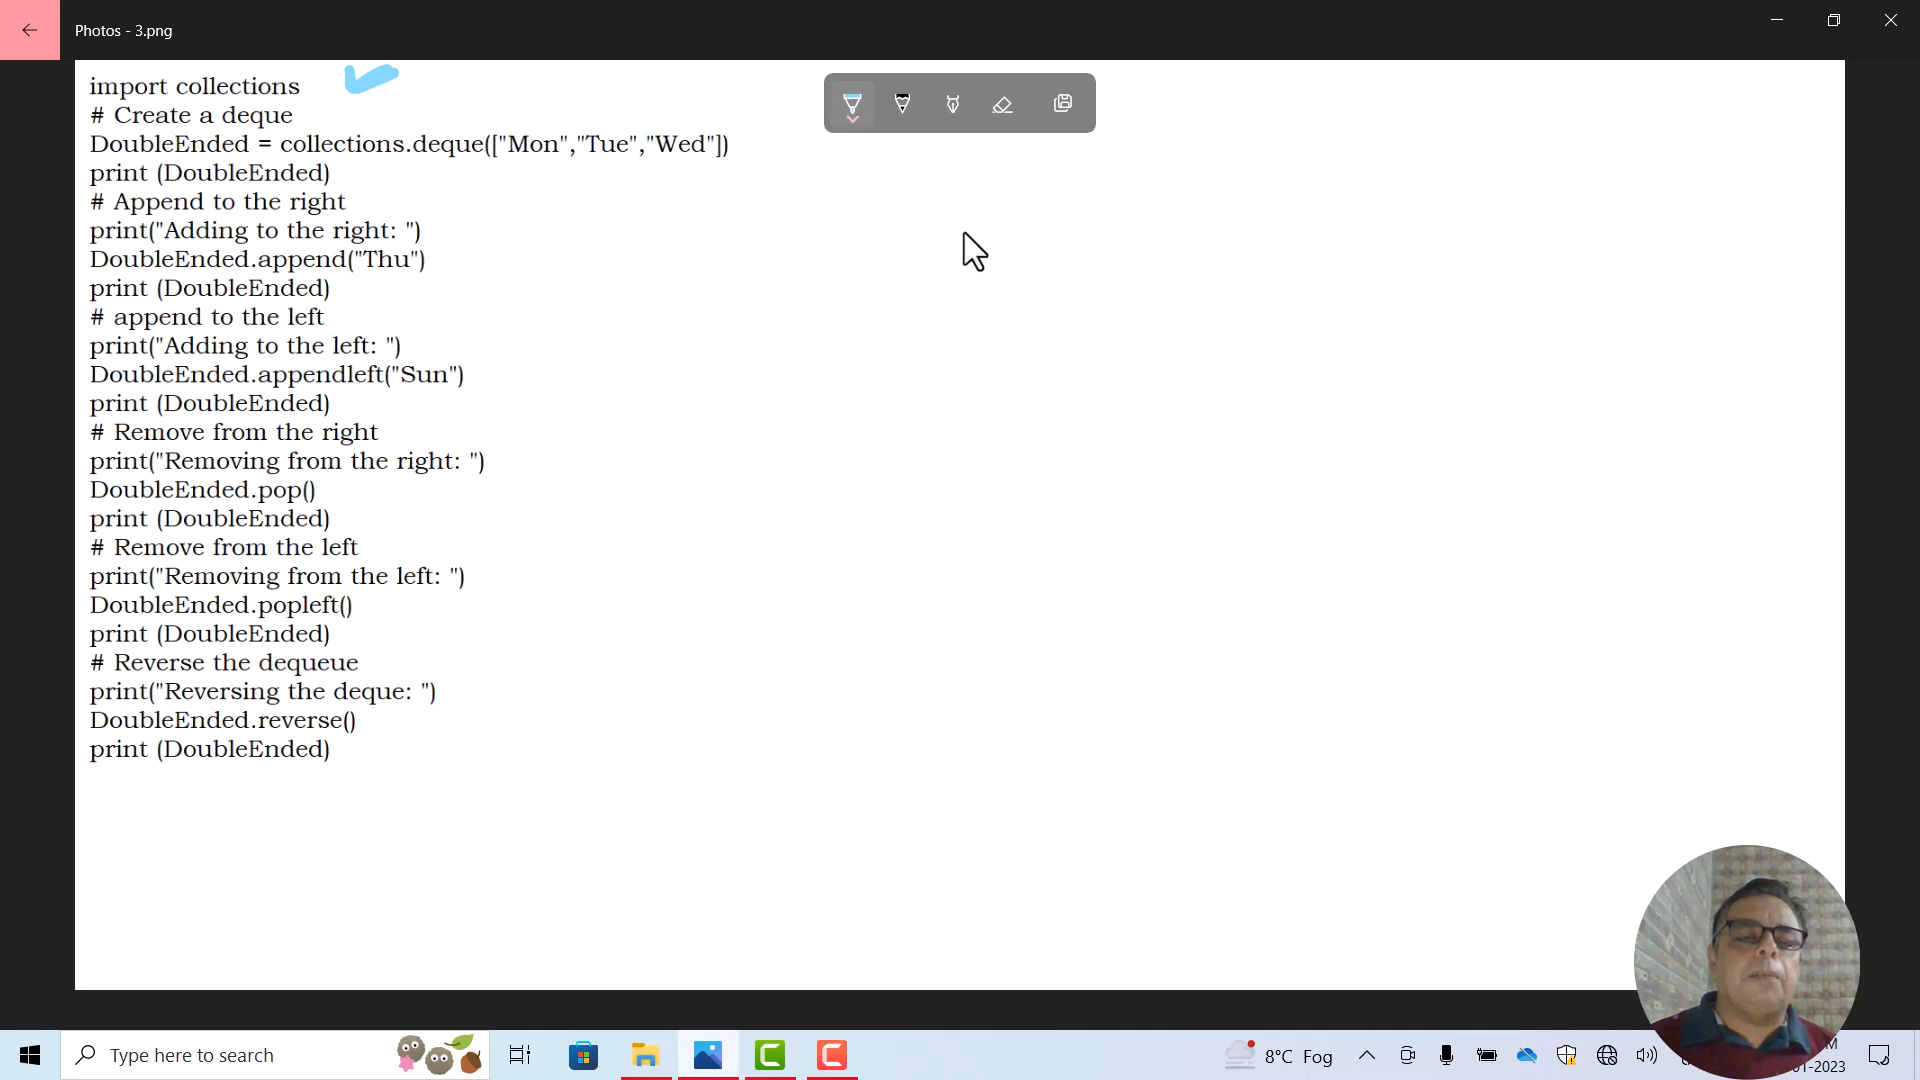 Photos - 3.png
import collections
# Create a deque
DoubleEnded = collections.deque(["Mon","Tue","Wed"])
print (DoubleEnded)
# Append to the right
print("Adding to the right: ")
DoubleEnded.append("Thu")
print (DoubleEnded)
# append to the left
print("Adding to the left: ")
DoubleEnded.appendleft("Sun")
print (DoubleEnded)
# Remove from the right
print("Removing from the right: ")
DoubleEnded.pop()
print (DoubleEnded)
# Remove from the left
print("Removing from the left: ")
DoubleEnded.popleft()
print (DoubleEnded)
# Reverse the dequeue
print("Reversing the deque: ")
DoubleEnded.reverse()
print (DoubleEnded)
Type here to search
8°C Fog